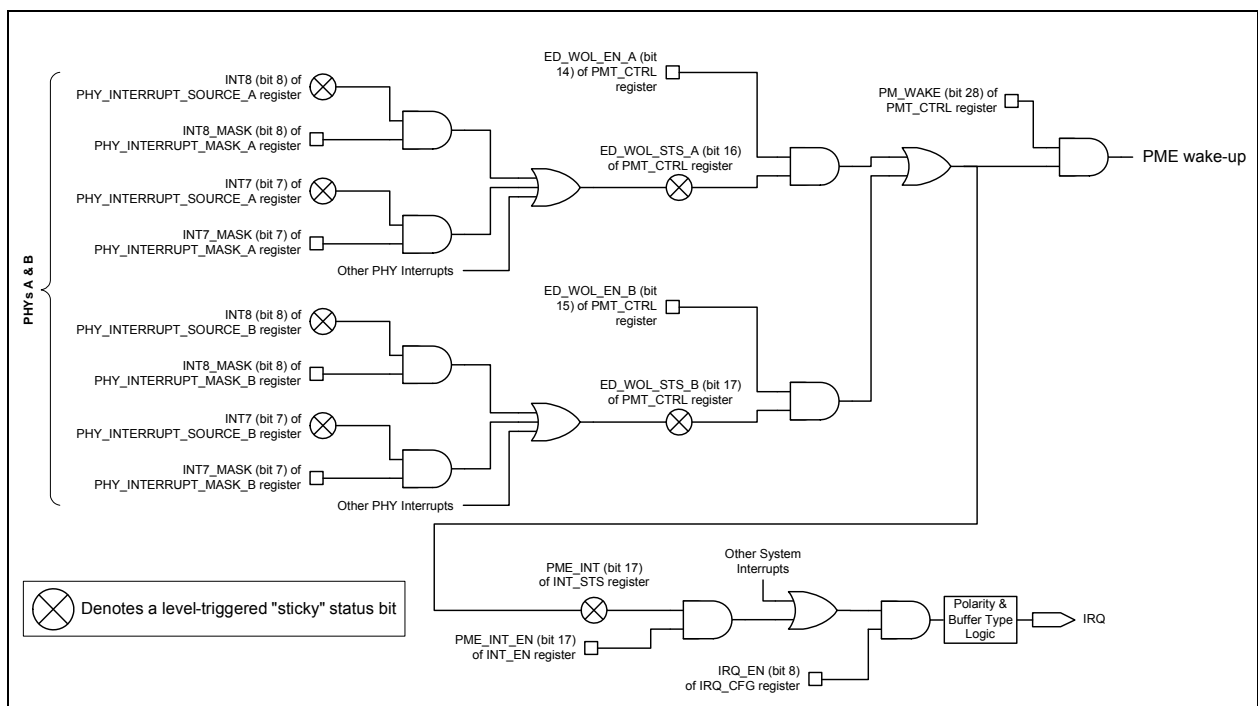 ED_WOL_EN_A (bit
14) of PMT_CTRL
register
INT8 (bit 8) of
PHY_INTERRUPT_SOURCE_A register
PM_WAKE (bit 28) of
PMT_CTRL register
INT8_MASK (bit 8) of
PHY_INTERRUPT_MASK_A register
ED_WOL_STS_A (bit 16)
of PMT_CTRL register
PME wake-up
INT7 (bit 7) of
PHY_INTERRUPT_SOURCE_A
register
INT7_MASK (bit 7) of
PHY_INTERRUPT_MASK_A register
Other PHY Interrupts
PHYs A & B
ED_WOL_EN_B (bit
15) of PMT_CTRL
register
INT8 (bit 8) of
PHY_INTERRUPT_SOURCE_B register
INT8_MASK (bit 8) of
PHY_INTERRUPT_MASK_B register
ED_WOL_STS_B (bit 17)
of PMT_CTRL register
INT7 (bit 7) of
PHY_INTERRUPT_SOURCE_B
register
INT7_MASK (bit 7) of
PHY_INTERRUPT_MASK_B
register
Other PHY Interrupts
Other System
Interrupts
PME_INT (bit 17)
of INT_STS register
Denotes a level-triggered "sticky" status bit
Polarity &
Buffer Type
Logic
IRQ
PME_INT_EN (bit 17)
of INT_EN register
IRQ_EN (bit 8)
of IRQ_CFG register